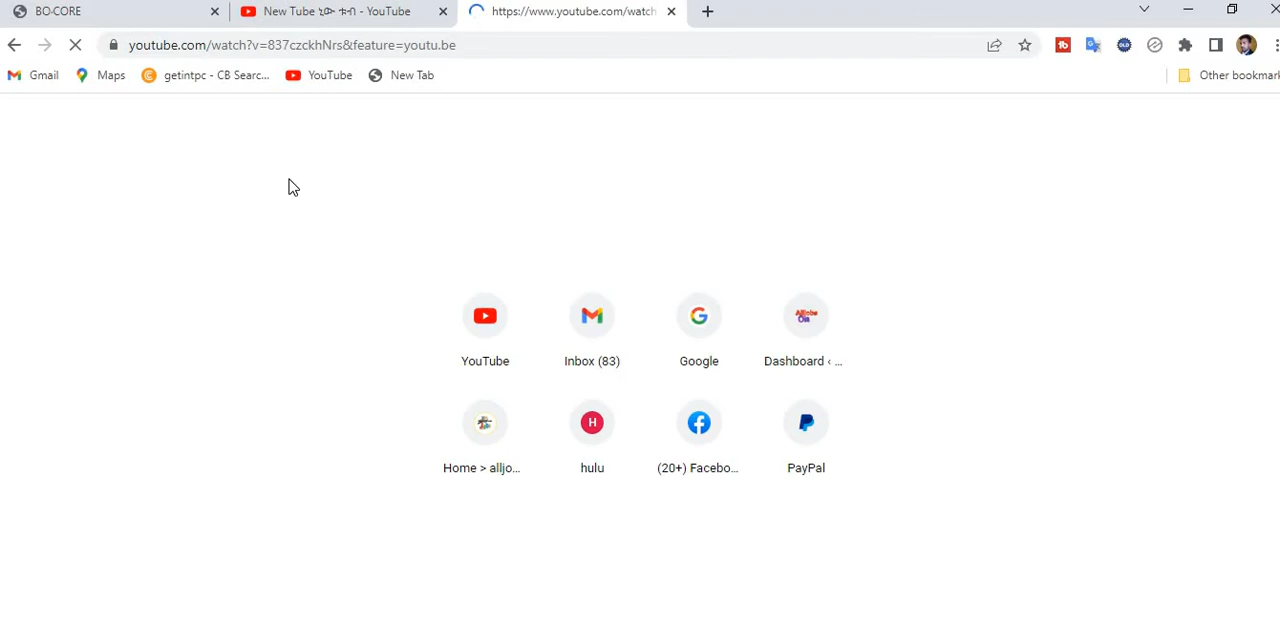 BO-CORE
New Tube ኒው ቱብ - YouTube
https://www.youtube.com/watch
youtube.com/watch?v=837czckhNrs&feature=youtu.be
Gmail
Maps
getintpc - CB Searc...
YouTube
New Tab
Other bookmark
YouTube
Inbox (83)
Google
Dashboard ‹ ...
Home > alljo...
H
hulu
(20+) Facebo...
PayPal